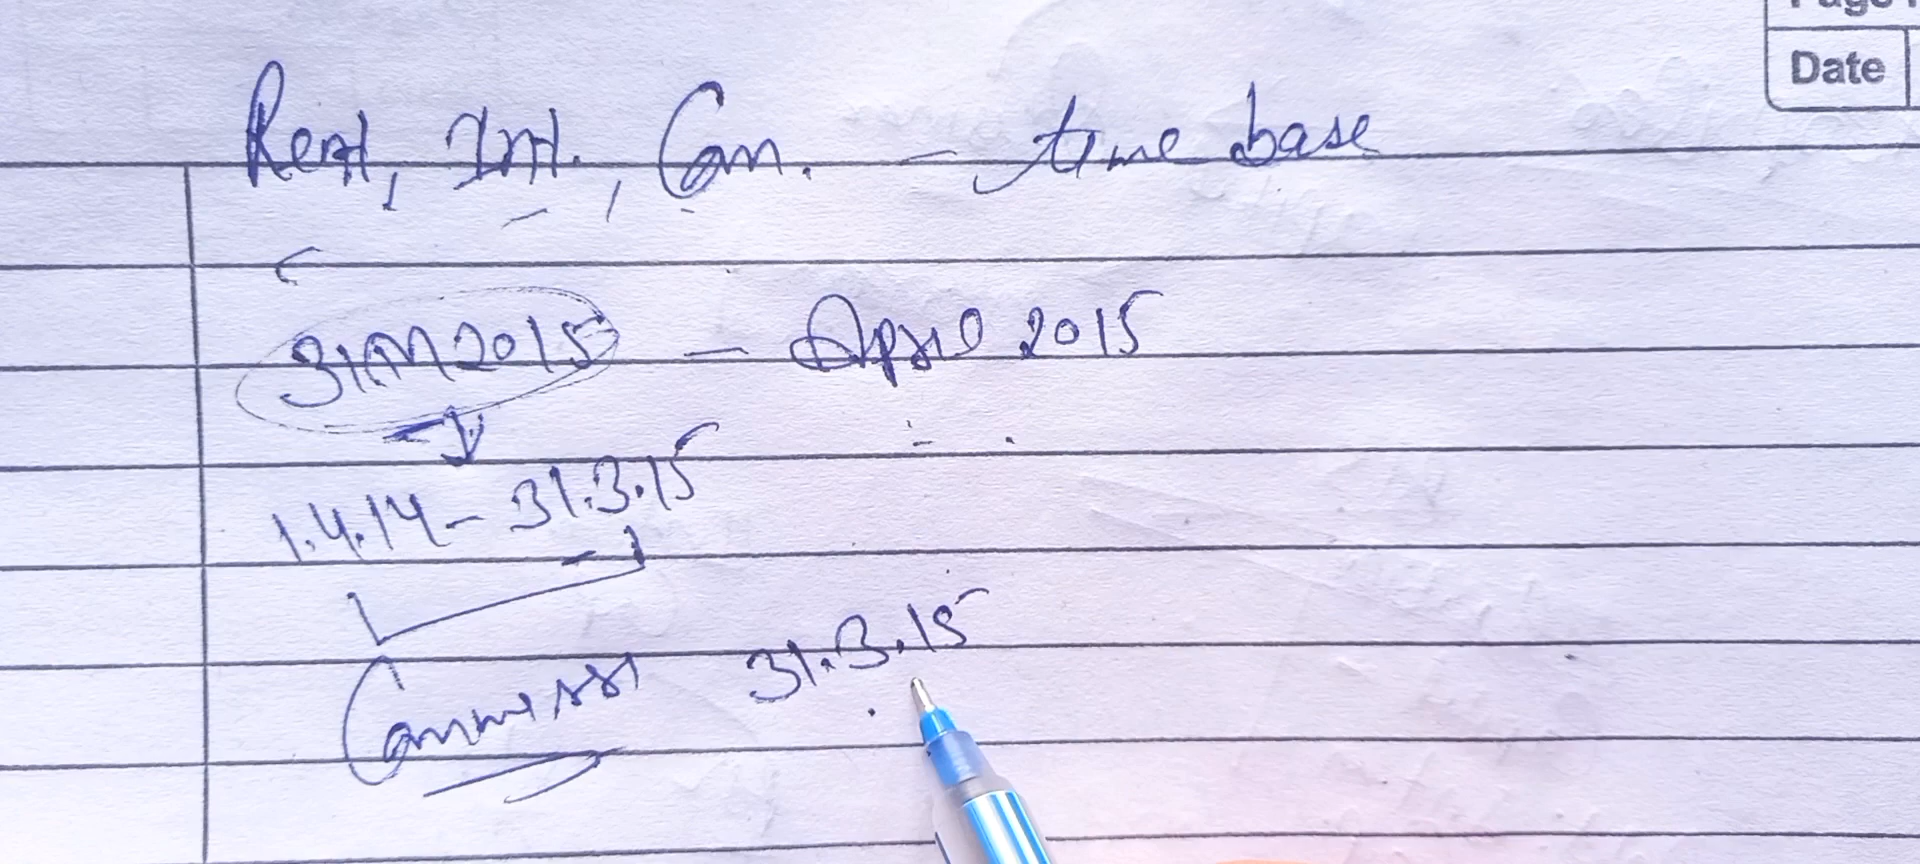 Page
Date
Rent, Int., Com. - time base
31 M 2015 - April 2015
1.4.14 - 31.3.15
31.3.15